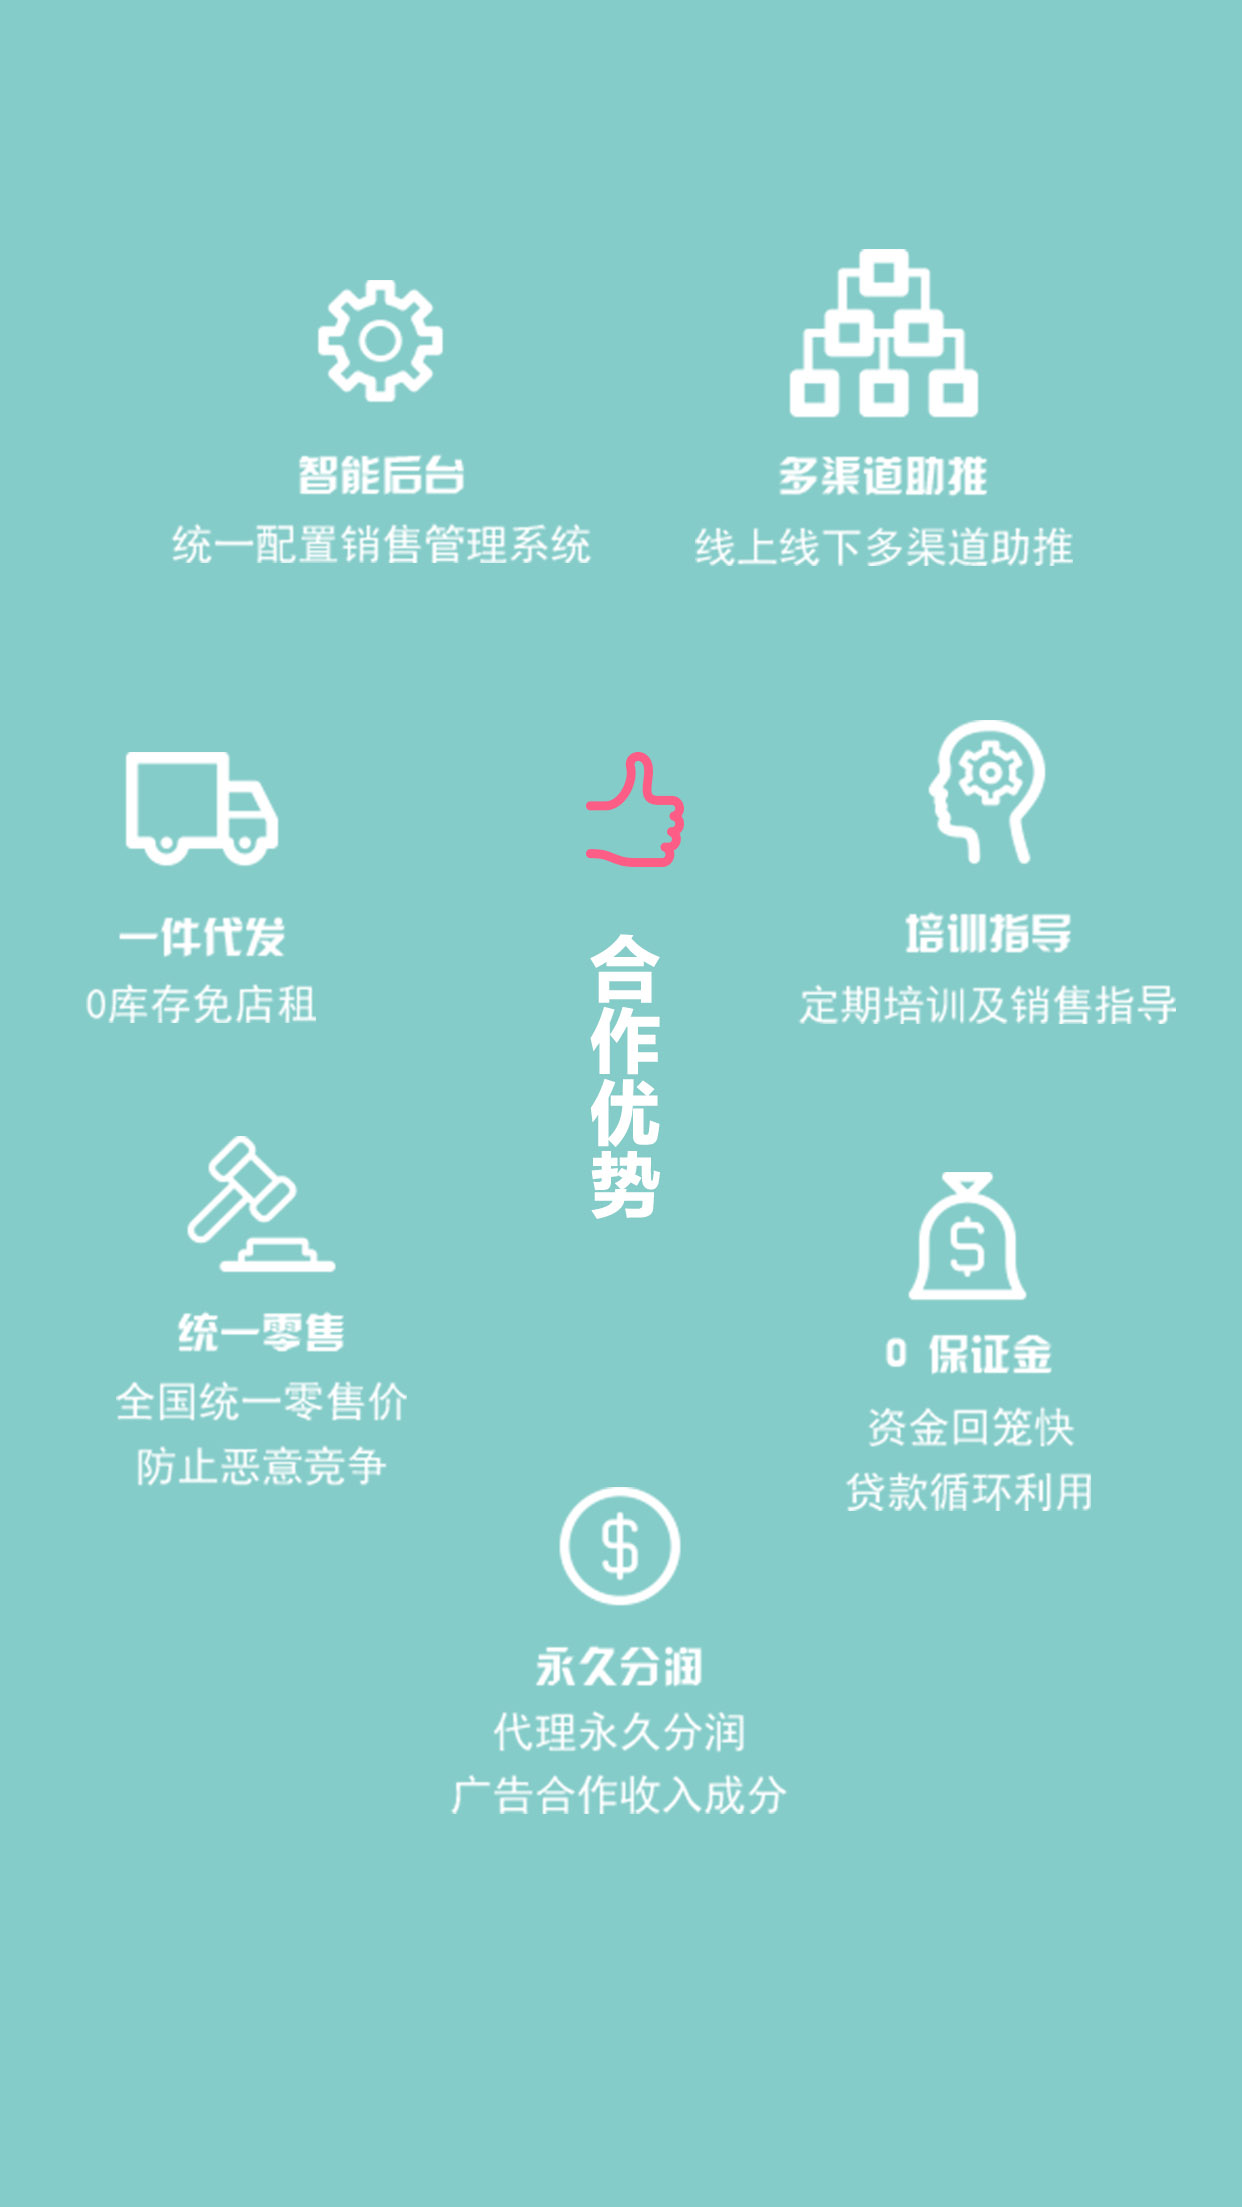 智能后台
统一配置销售管理系统
多渠道助推
线上线下多渠道助推
一件代发
0库存免店租
合作优势
培训指导
定期培训及销售指导
统一零售
全国统一零售价
防止恶意竞争
0 保证金
资金回笼快
贷款循环利用
永久分润
代理永久分润
广告合作收入成分